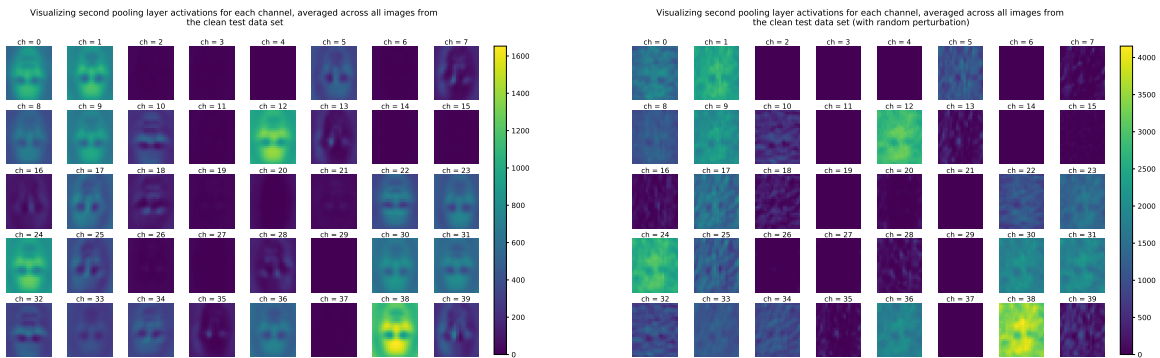 Visualizing second pooling layer activations for each channel, averaged across all images from
the clean test data set
ch = 0 ch = 1 ch = 2 ch = 3 ch = 4 ch = 5 ch = 6 ch = 7
ch = 8 ch = 9 ch = 10 ch = 11 ch = 12 ch = 13 ch = 14 ch = 15
ch = 16 ch = 17 ch = 18 ch = 19 ch = 20 ch = 21 ch = 22 ch = 23
ch = 24 ch = 25 ch = 26 ch = 27 ch = 28 ch = 29 ch = 30 ch = 31
ch = 32 ch = 33 ch = 34 ch = 35 ch = 36 ch = 37 ch = 38 ch = 39
1600
1400
1200
1000
800
600
400
200
0
Visualizing second pooling layer activations for each channel, averaged across all images from
the clean test data set (with random perturbation)
ch = 0 ch = 1 ch = 2 ch = 3 ch = 4 ch = 5 ch = 6 ch = 7
ch = 8 ch = 9 ch = 10 ch = 11 ch = 12 ch = 13 ch = 14 ch = 15
ch = 16 ch = 17 ch = 18 ch = 19 ch = 20 ch = 21 ch = 22 ch = 23
ch = 24 ch = 25 ch = 26 ch = 27 ch = 28 ch = 29 ch = 30 ch = 31
ch = 32 ch = 33 ch = 34 ch = 35 ch = 36 ch = 37 ch = 38 ch = 39
4000
3500
3000
2500
2000
1500
1000
500
0